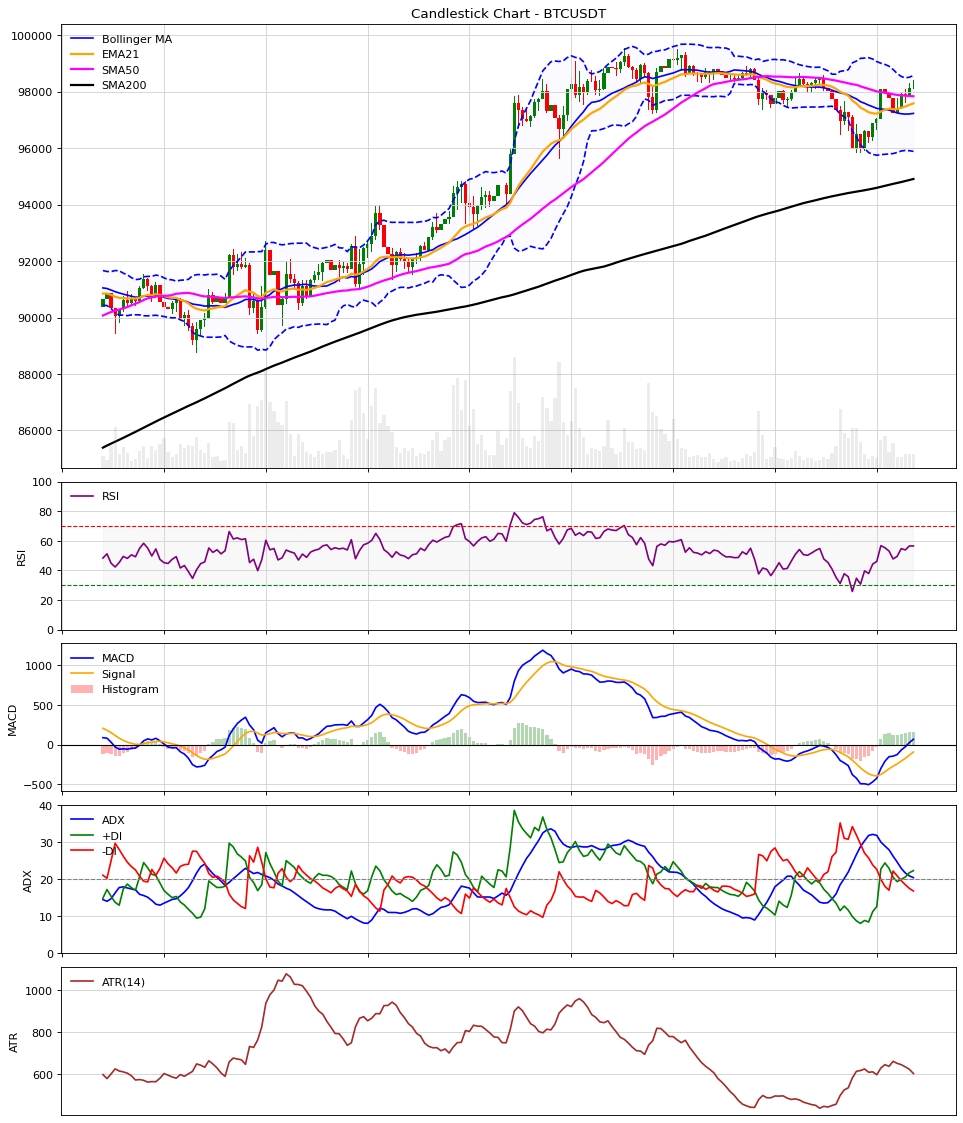 Candlestick Chart - BTCUSDT
100000
98000
96000
94000
92000
90000
88000
86000
Bollinger MA
EMA21
SMA50
SMA200
RSI
100
80
60
40
20
0
RSI
MACD
1000
500
0
−500
MACD
Signal
Histogram
ADX
40
30
20
10
0
ADX
+DI
-DI
ATR
1000
800
600
ATR(14)